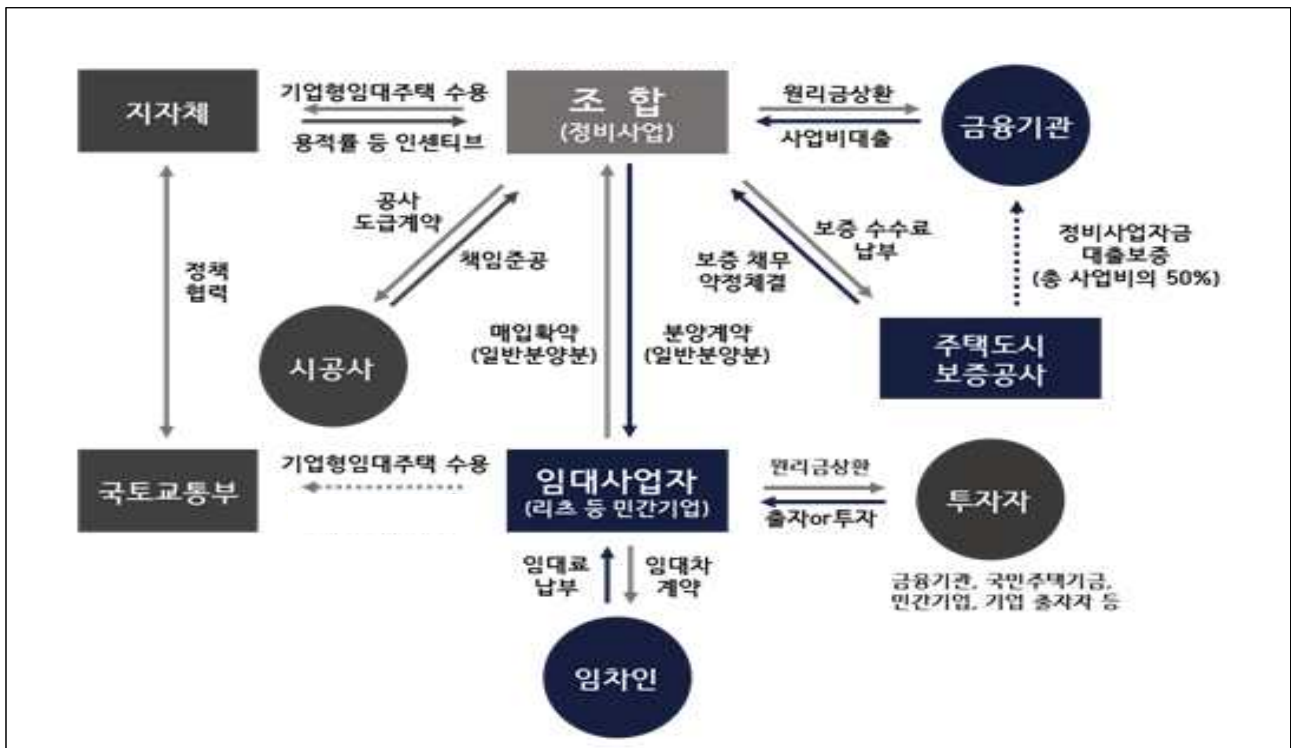 지자체
기업형임대주택 수용
용적률 등 인센티브
조 합
(정비사업)
원리금상환
사업비대출
금융기관
공사
도급계약
책임준공
보증 수수료
납부
보증 채무
약정체결
정비사업자금
대출보증
(총 사업비의 50%)
정책
협력
시공사
매입확약
(일반분양분)
분양계약
(일반분양분)
주택도시
보증공사
국토교통부
기업형임대주택 수용
임대사업자
(리츠 등 민간기업)
원리금상환
출자or투자
투자자
임대료
납부
임대차
계약
금융기관, 국민주택기금,
민간기업, 기업 출자자 등
임차인